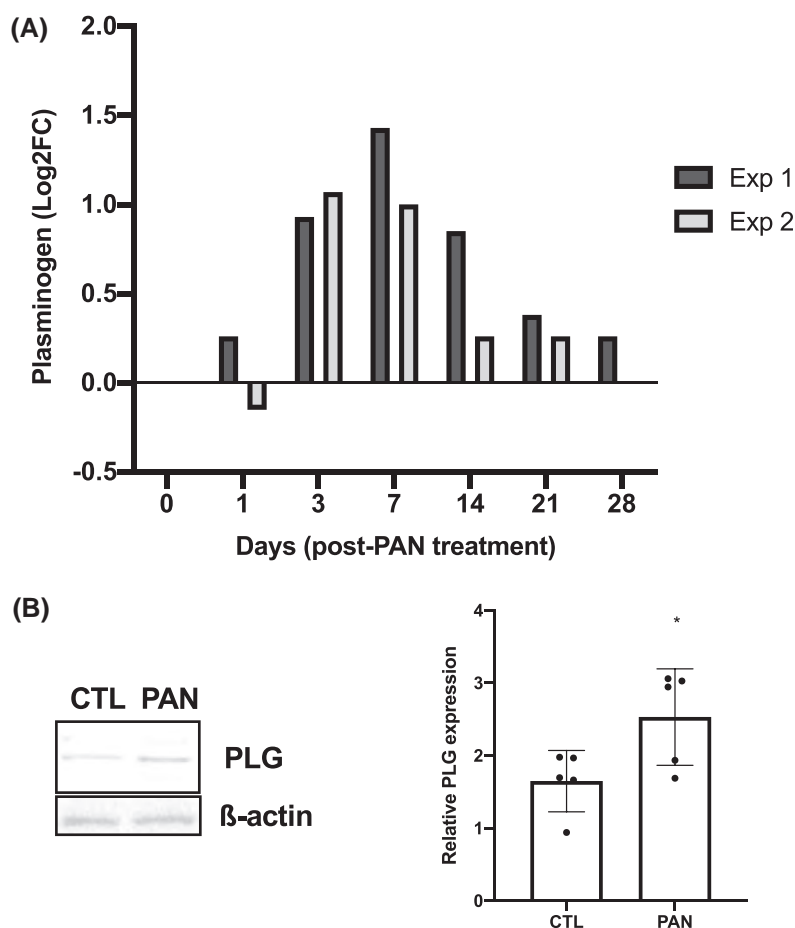 (A)
Plasminogen (Log2FC)
2.0
1.5
1.0
0.5
0.0
-0.5
0 1 3 7 14 21 28
Days (post-PAN treatment)
Exp 1
Exp 2
(B)
CTL PAN
PLG
ß-actin
Relative PLG expression
4
3
2
1
0
*
CTL PAN